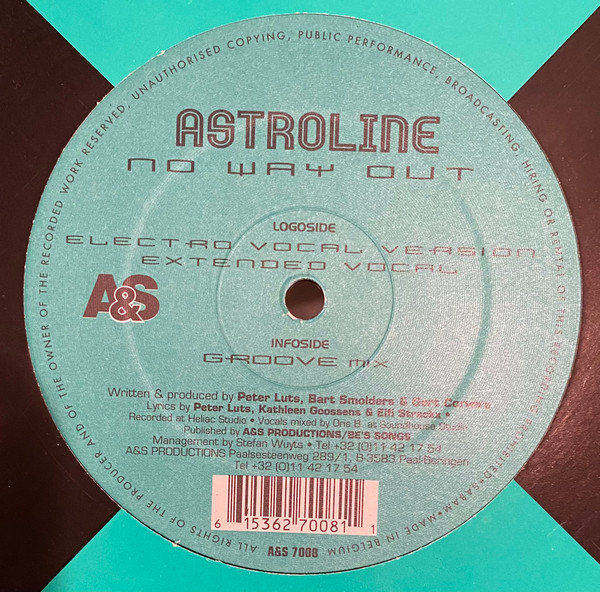 ALL RIGHTS OF THE PRODUCER AND OF THE OWNER OF THE RECORDED WORK RESERVED, UNAUTHORISED COPYING, PUBLIC PERFORMANCE, BROADCASTING HIRING OR RENTAL O THIS RECORD IS PROHIBITED • SABAM • MADE IN BELGIUM
ASTROLINE
NO WAY OUT
LOGOSIDE
ELECTRO VOCAL VERSION
EXTENDED VOCAL
A&S
INFOSIDE
GROOVE MIX
Written & produced by Peter Luts, Bart Smolders &
Lyrics by Peter Luts, Kathleen Goossens & Elfi
Recorded at Heliac Studio • Vocals mixed by Gris B. at Soundhouse Studio
Published by A&S PRODUCTIONS/BE'S SONGS
Management by Stefan Wuyts • Tel +32 (0)11 42 17 54
A&S PRODUCTIONS Paalsesteenweg 289/1, B-3583 Paal-Beringen
Tel +32 (0)11 42 17 54
6 15362 70081 1
A&S 7008